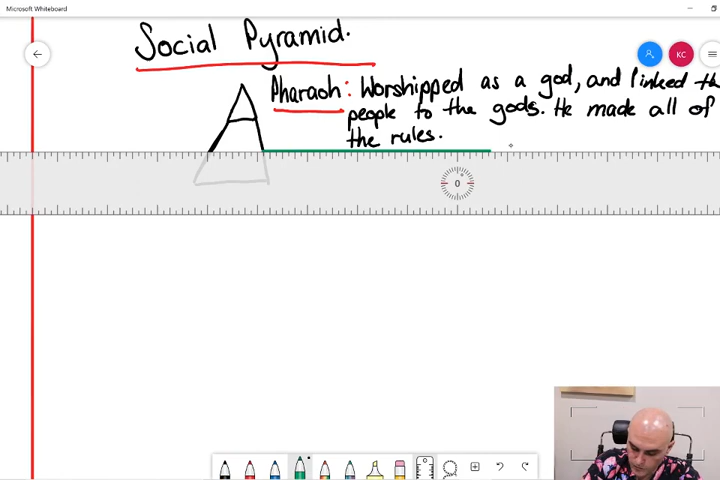 Microsoft Whiteboard
Social Pyramid.
KC
Pharaoh: Worshipped as a god, and linked th
people to the gods. He made all of
the rules.
0